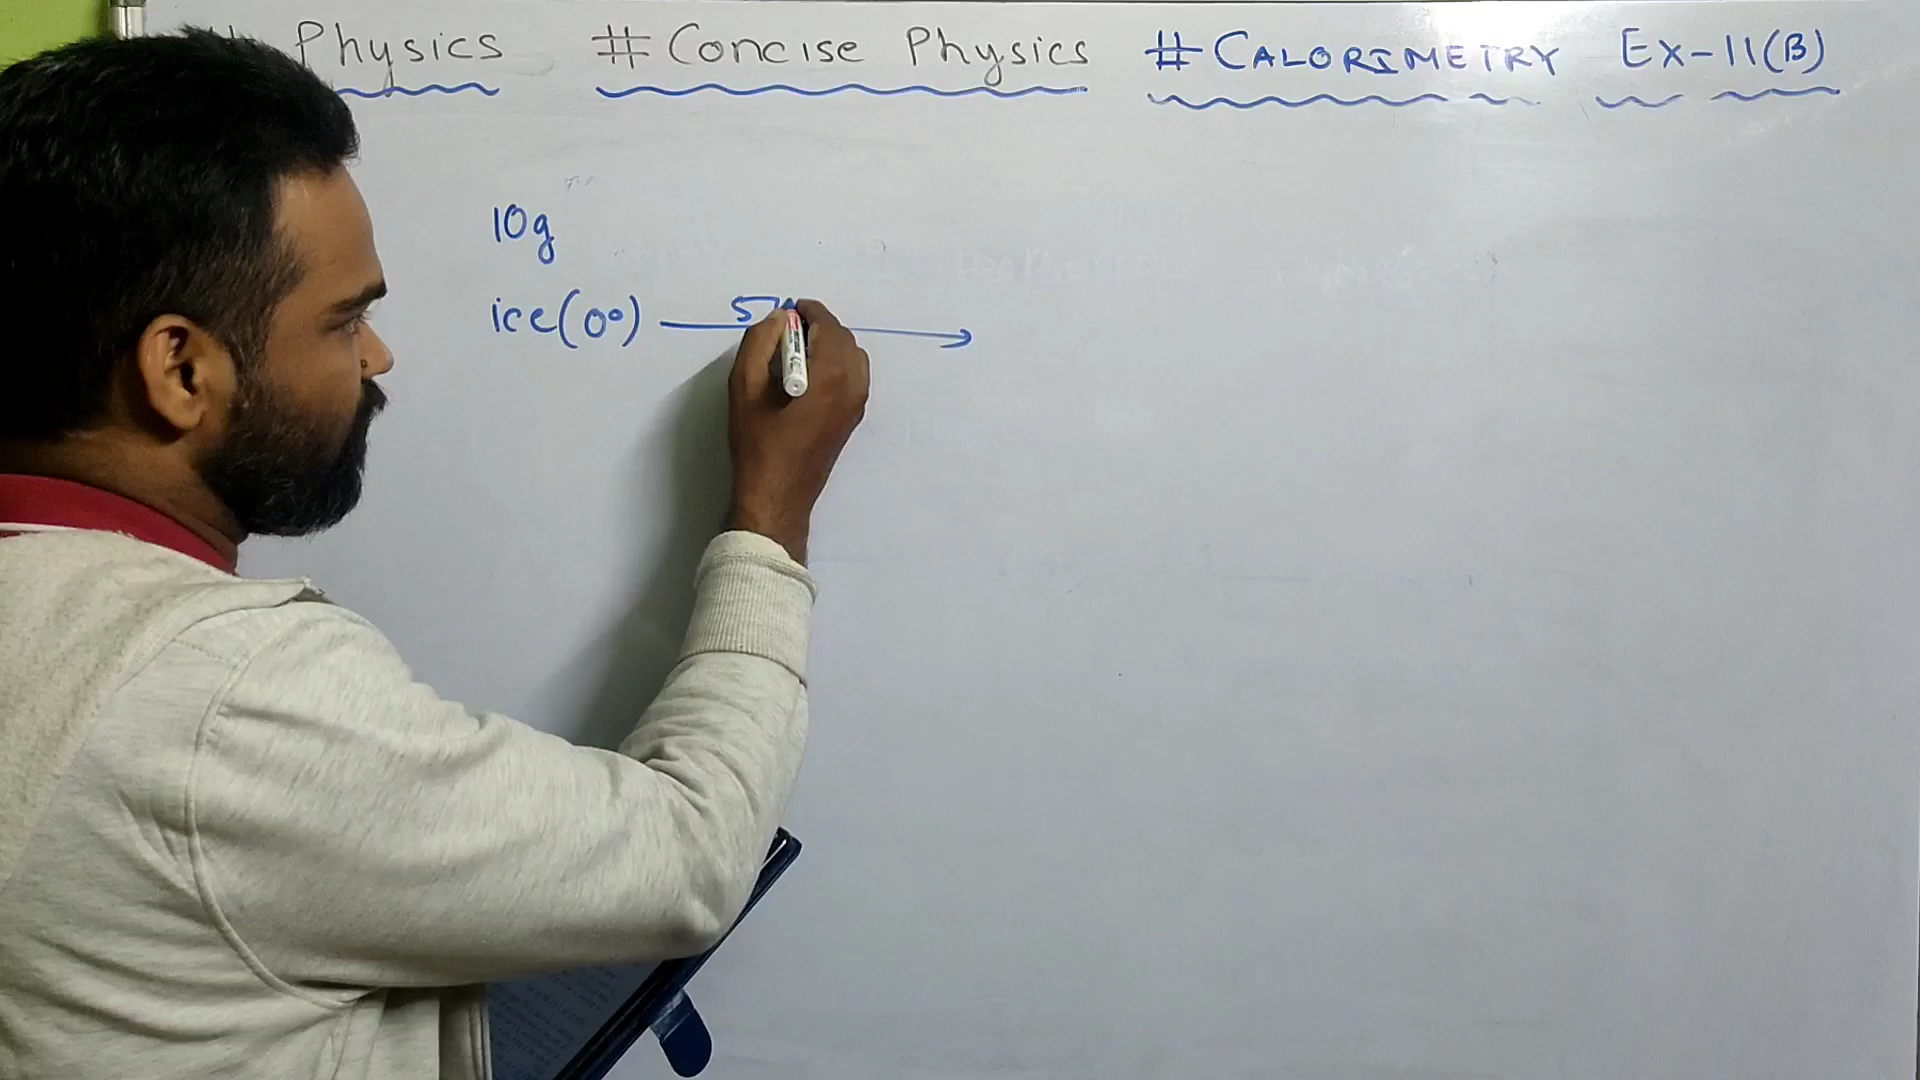 # Physics # Concise Physics # CALORIMETRY EX-11(B)
10g
ice(0°)